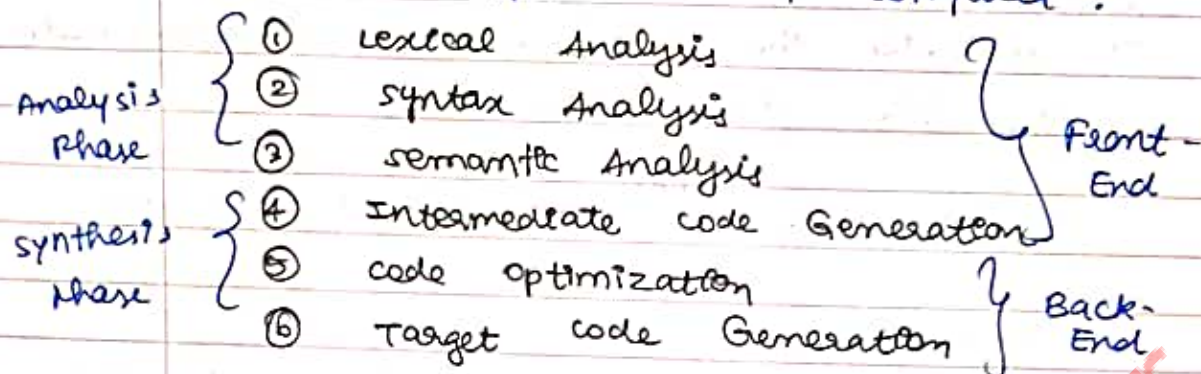 compiler :
① Lexical Analysis
② syntax Analysis
③ semantic Analysis
Analysis
Phase
④ Intermediate code Generation
⑤ code optimization
⑥ Target code Generation
synthesis
Phase
Front-
End
Back-
End